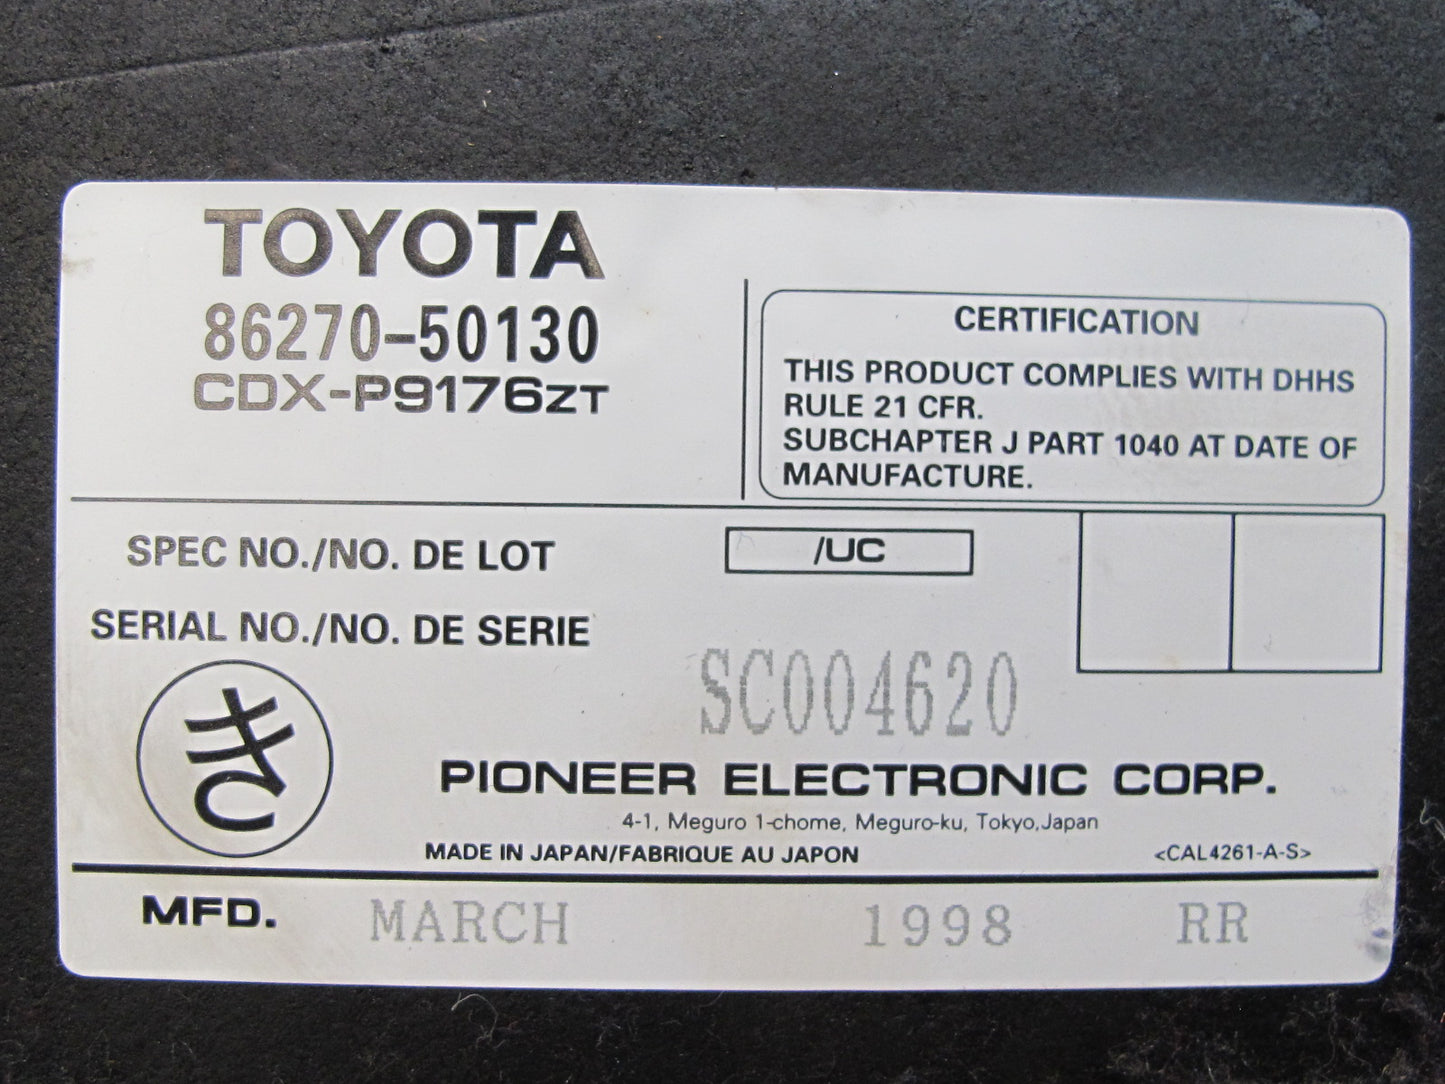 TOYOTA
86270-50130
CDX-P9176ZT
CERTIFICATION
THIS PRODUCT COMPLIES WITH DHHS
RULE 21 CFR.
SUBCHAPTER J PART 1040 AT DATE OF
MANUFACTURE.
SPEC NO./NO. DE LOT /UC
SERIAL NO./NO. DE SERIE
SC004620
PIONEER ELECTRONIC CORP.
4-1, Meguro 1-chome, Meguro-ku, Tokyo,Japan
MADE IN JAPAN/FABRIQUE AU JAPON <CAL4261-A-S>
MFD. MARCH 1998 RR